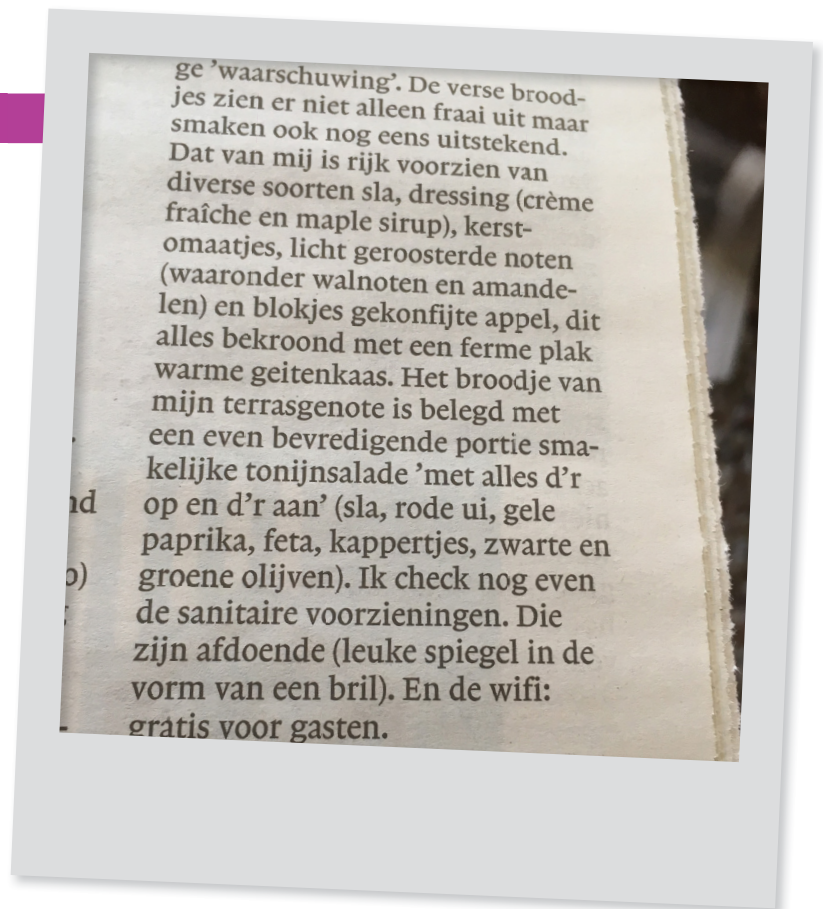 ge ’waarschuwing’. De verse brood-
jes zien er niet alleen fraai uit maar
smaken ook nog eens uitstekend.
Dat van mij is rijk voorzien van
diverse soorten sla, dressing (crème
fraîche en maple sirup), kerst-
omaatjes, licht geroosterde noten
(waaronder walnoten en amande-
len) en blokjes gekonfijte appel, dit
alles bekroond met een ferme plak
warme geitenkaas. Het broodje van
mijn terrasgenote is belegd met
een even bevredigende portie sma-
kelijke tonijnsalade ’met alles d’r
op en d’r aan’ (sla, rode ui, gele
paprika, feta, kappertjes, zwarte en
groene olijven). Ik check nog even
de sanitaire voorzieningen. Die
zijn afdoende (leuke spiegel in de
vorm van een bril). En de wifi:
gratis voor gasten.